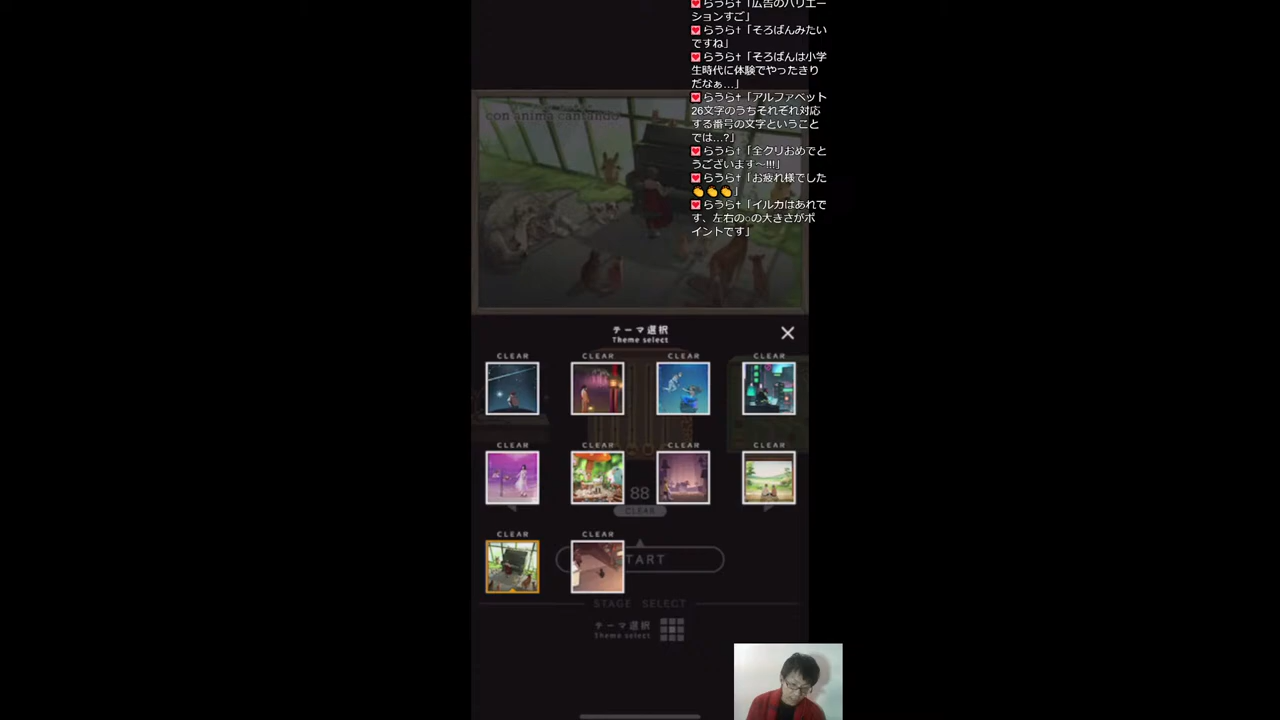 らうら†「広告のバリエー
ションすご」
らうら†「そろばんみたい
ですね」
らうら†「そろばんは小学
生時代に体験でやったきり
だなぁ…」
らうら†「アルファベット
26文字のうちそれぞれ対応
する番号の文字ということ
では…?」
らうら†「全クリおめでと
うございます〜!!!」
らうら†「お疲れ様でした
👏👏👏」
らうら†「イルカはあれで
す、左右の○の大きさがポ
イントです」
con anima cantando
テーマ選択
Theme select
CLEAR
CLEAR
CLEAR
CLEAR
CLEAR
CLEAR
CLEAR
CLEAR
88
CLEAR
CLEAR
CLEAR
START
STAGE SELECT
テーマ選択
Theme select